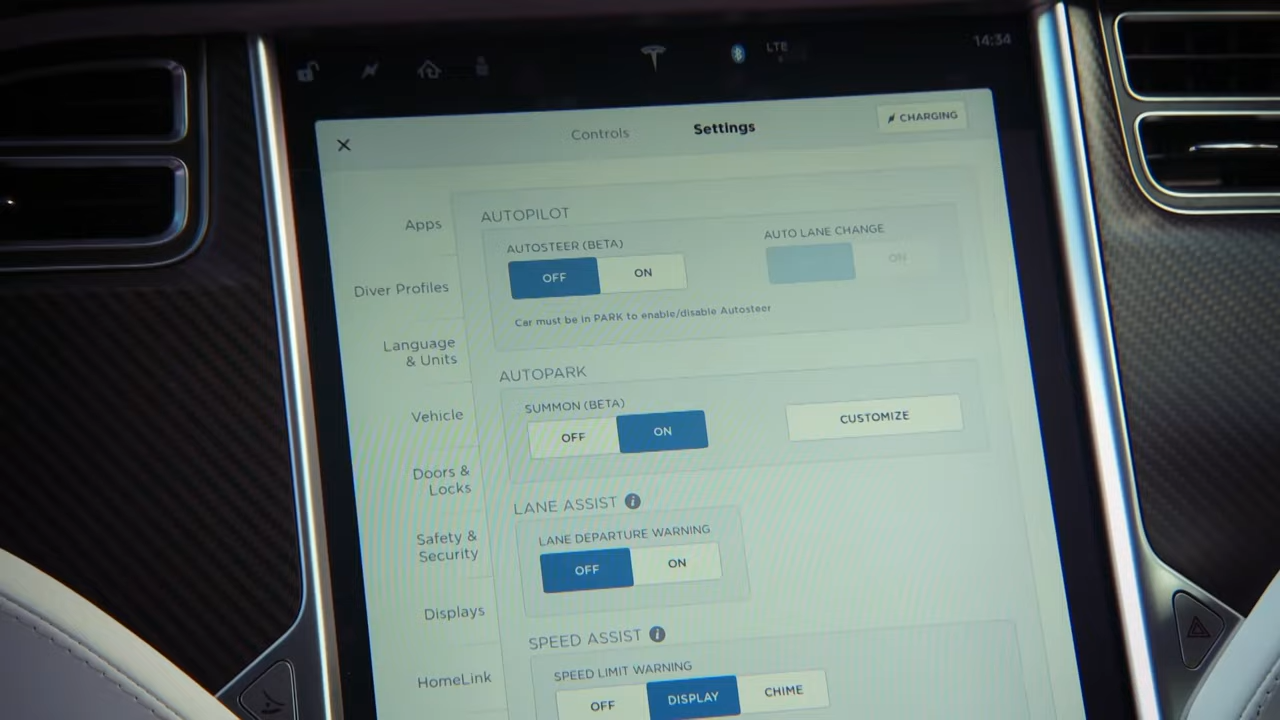 LTE
14:34
Controls
Settings
CHARGING
Apps
Diver Profiles
Language
& Units
Vehicle
Doors &
Locks
Safety &
Security
Displays
HomeLink
AUTOPILOT
AUTOSTEER (BETA)
OFF ON
AUTO LANE CHANGE
ON
Car must be in PARK to enable/disable Autosteer
AUTOPARK
SUMMON (BETA)
OFF ON
CUSTOMIZE
LANE ASSIST
LANE DEPARTURE WARNING
OFF ON
SPEED ASSIST
SPEED LIMIT WARNING
OFF DISPLAY CHIME